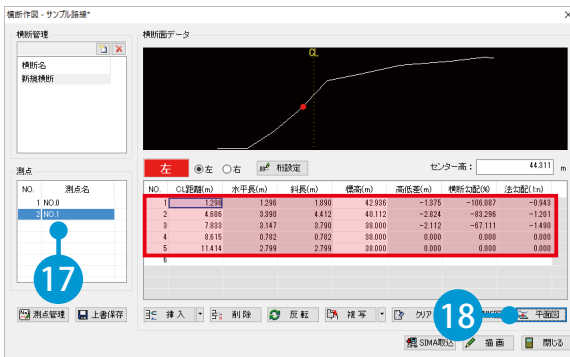 横断作図 - サンプル路線*
×
横断管理
横断名
新規横断
横断面データ
CL
左
左
右
桁設定
センター高：
44.311
m
測点
NO. 測点名
1 NO.0
2 NO.1
17
NO. CL距離(m) 水平長(m) 斜長(m) 標高(m) 高低差(m) 横断勾配(%) 法勾配(1:n)
1 1.296 1.296 1.890 42.936 -1.375 -106.087 -0.943
2 4.686 3.390 4.412 40.112 -2.824 -83.296 -1.201
3 7.833 3.147 3.790 38.000 -2.112 -67.111 -1.490
4 8.615 0.782 0.782 38.000 0.000 0.000 0.000
5 11.414 2.799 2.799 38.000 0.000 0.000 0.000
6
測点管理
上書保存
挿入
削除
反転
複写
クリア
18
平面図
SIMA取込
描画
閉じる